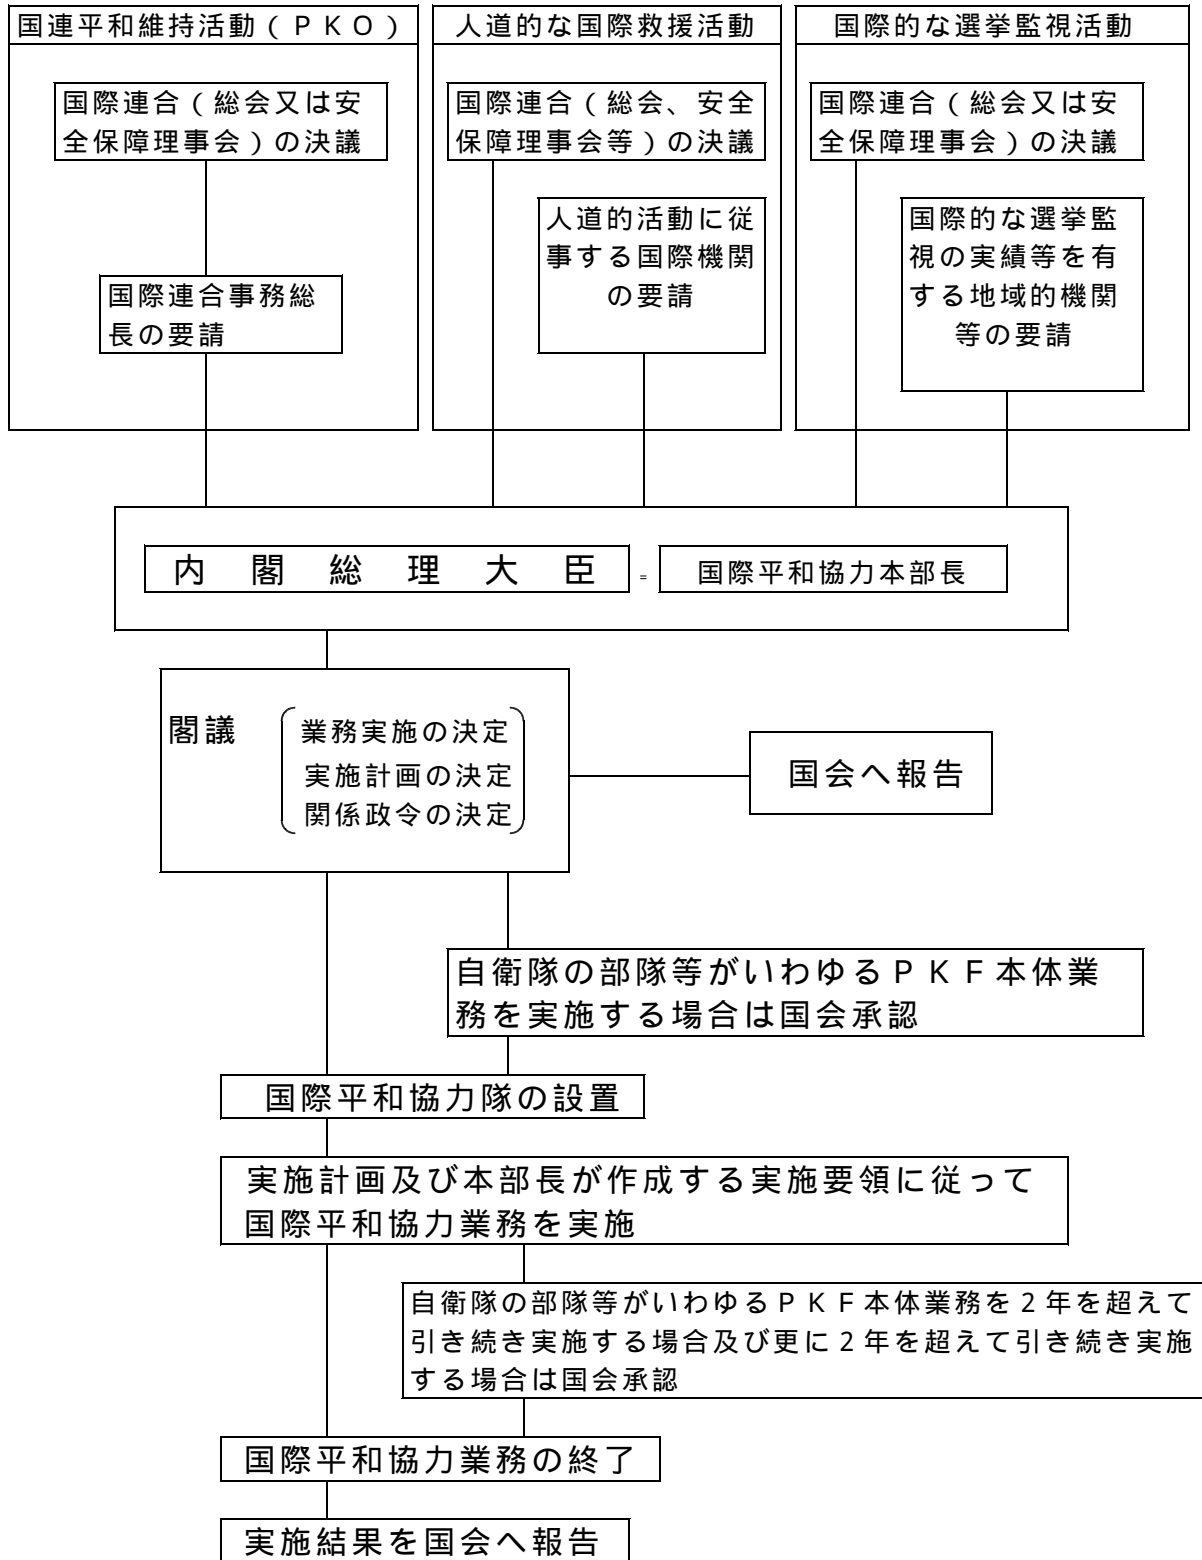 国連平和維持活動(PKO)
国際連合(総会又は安
全保障理事会)の決議
国際連合事務総
長の要請
人道的な国際救援活動
国際連合(総会、安全
保障理事会等)の決議
人道的活動に従
事する国際機関
の要請
国際的な選挙監視活動
国際連合(総会又は安
全保障理事会)の決議
国際的な選挙監
視の実績等を有
する地域的機関
等の要請
内閣総理大臣 = 国際平和協力本部長
閣議
業務実施の決定
実施計画の決定
関係政令の決定
国会へ報告
自衛隊の部隊等がいわゆるPKF本体業
務を実施する場合は国会承認
国際平和協力隊の設置
実施計画及び本部長が作成する実施要領に従って
国際平和協力業務を実施
自衛隊の部隊等がいわゆるPKF本体業務を2年を超えて
引き続き実施する場合及び更に2年を超えて引き続き実施
する場合は国会承認
国際平和協力業務の終了
実施結果を国会へ報告